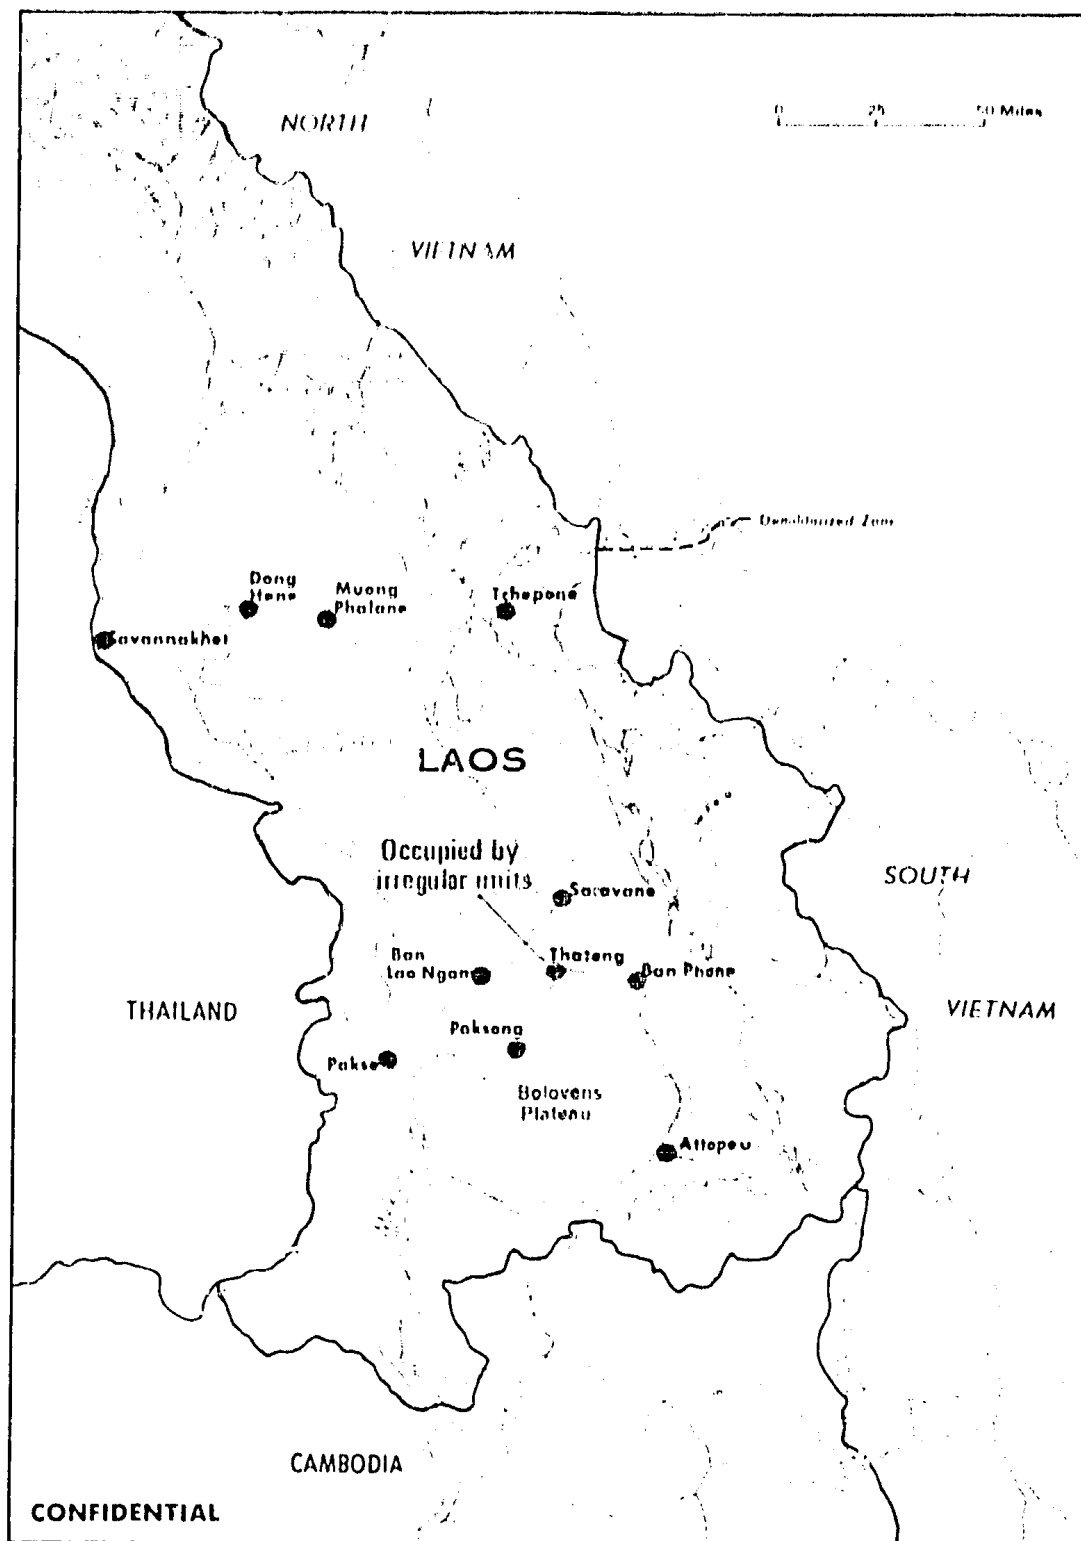 NORTH
0 25 50 Miles
VIETNAM
Demilitarized Zone
Dong
Hene
Muong
Phalane
Tchepone
Savannakhet
LAOS
Occupied by
irregular units
Saravane
SOUTH
Ban
Lao Ngam
Thateng
Ban Phone
THAILAND
VIETNAM
Paksong
Pakse
Bolovens
Plateau
Attopeu
CAMBODIA
CONFIDENTIAL